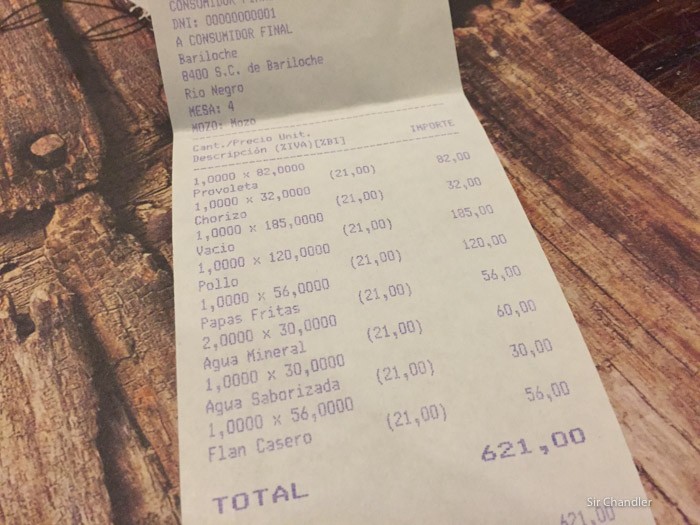 CONSUMIDOR FINAL
DNI: 00000000001
A CONSUMIDOR FINAL
Bariloche
8400 S.C. de Bariloche
Rio Negro
MESA: 4
MOZO: Mozo
Cant./Precio Unit.
Descripción (%IVA)[%BI] IMPORTE
1,0000 x 82,0000 (21,00) 82,00
Provoleta
1,0000 x 32,0000 (21,00) 32,00
Chorizo
1,0000 x 185,0000 (21,00) 185,00
Vacio
1,0000 x 120,0000 (21,00) 120,00
Pollo
1,0000 x 56,0000 (21,00) 56,00
Papas Fritas
2,0000 x 30,0000 (21,00) 60,00
Agua Mineral
1,0000 x 30,0000 (21,00) 30,00
Agua Saborizada
1,0000 x 56,0000 (21,00) 56,00
Flan Casero
TOTAL 621,00
621,00
Sir Chandler